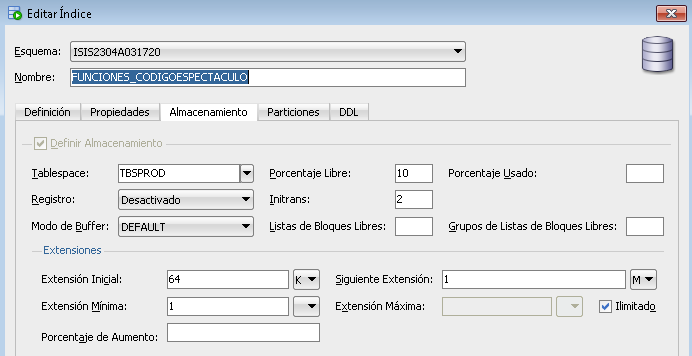 Editar Índice
Esquema: ISIS2304A031720
Nombre: FUNCIONES_CODIGOESPECTACULO
Definición Propiedades Almacenamiento Particiones DDL
Definir Almacenamiento
Tablespace: TBSPROD Porcentaje Libre: 10 Porcentaje Usado:
Registro: Desactivado Initrans: 2
Modo de Buffer: DEFAULT Listas de Bloques Libres: Grupos de Listas de Bloques Libres:
Extensiones
Extensión Inicial: 64 K Siguiente Extensión: 1 M
Extensión Mínima: 1 Extensión Máxima: Ilimitado
Porcentaje de Aumento: